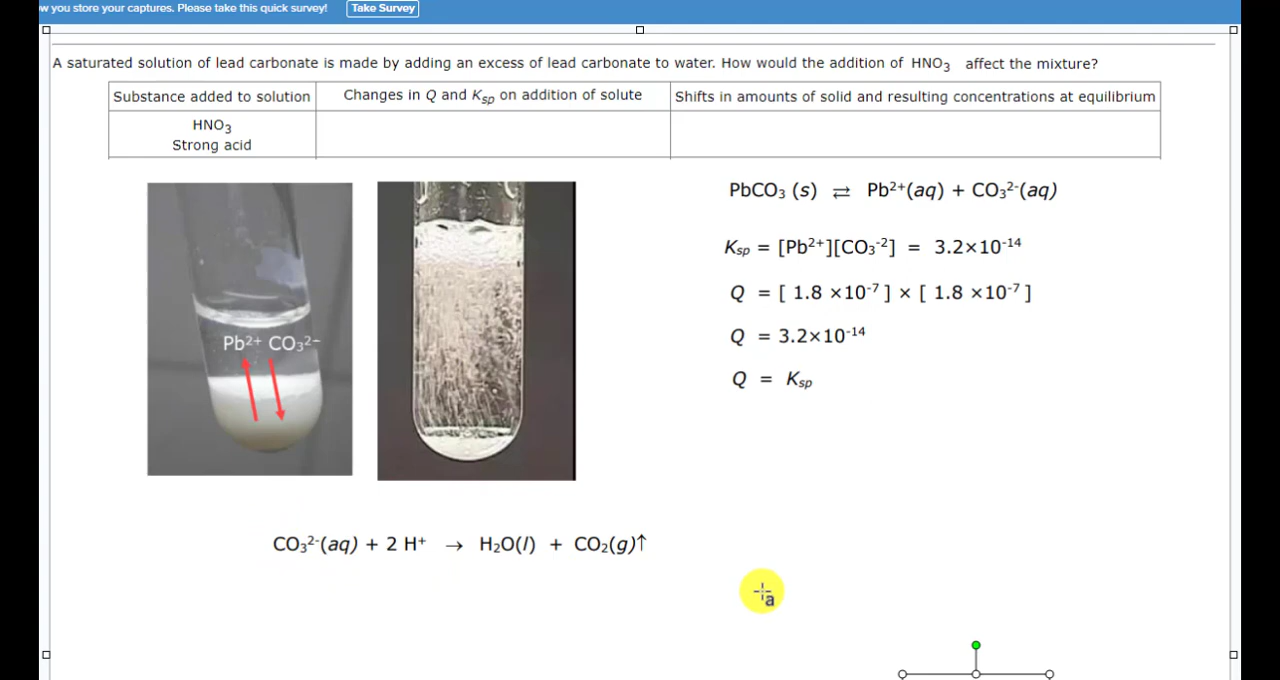 w you store your captures. Please take this quick survey! Take Survey
A saturated solution of lead carbonate is made by adding an excess of lead carbonate to water. How would the addition of HNO₃ affect the mixture?
Substance added to solution
Changes in Q and Ksp on addition of solute
Shifts in amounts of solid and resulting concentrations at equilibrium
HNO₃
Strong acid
PbCO₃ (s) ⇄ Pb²⁺(aq) + CO₃²⁻(aq)
Ksp = [Pb²⁺][CO₃⁻²] = 3.2×10⁻¹⁴
Q = [ 1.8 ×10⁻⁷ ] × [ 1.8 ×10⁻⁷ ]
Q = 3.2×10⁻¹⁴
Q = Ksp
Pb²⁺ CO₃²⁻
CO₃²⁻(aq) + 2 H⁺ → H₂O(l) + CO₂(g)↑
a